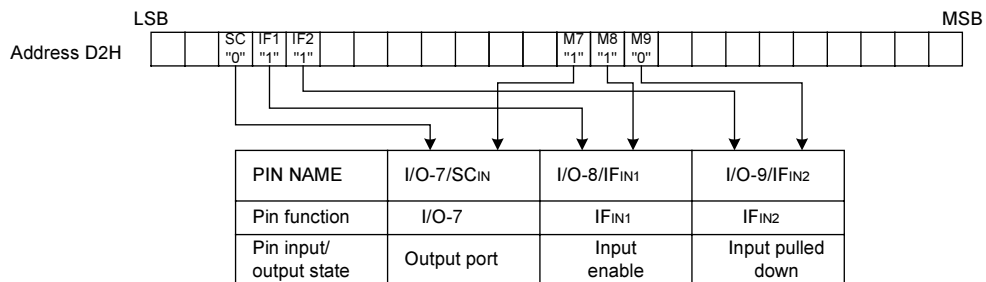 LSB MSB
Address D2H
SC IF1 IF2 M7 M8 M9
"0" "1" "1" "1" "1" "0"
PIN NAME I/O-7/SCIN I/O-8/IFIN1 I/O-9/IFIN2
Pin function I/O-7 IFIN1 IFIN2
Pin input/ Output port Input Input pulled
output state enable down